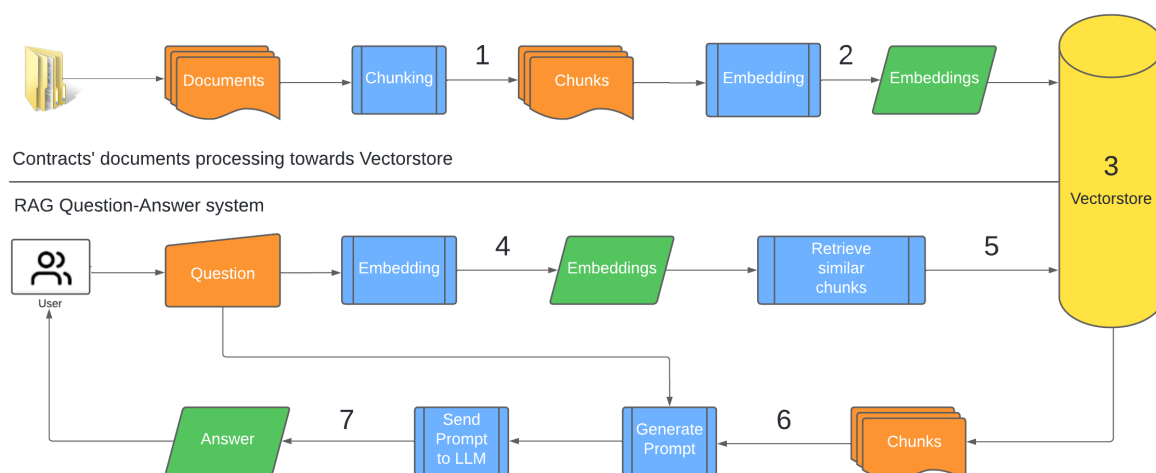 1
2
Documents
Chunking
Chunks
Embedding
Embeddings
Contracts' documents processing towards Vectorstore
3
Vectorstore
RAG Question-Answer system
User
Question
Embedding
4
Embeddings
Retrieve
similar
chunks
5
Answer
7
Send
Prompt
to LLM
Generate
Prompt
6
Chunks